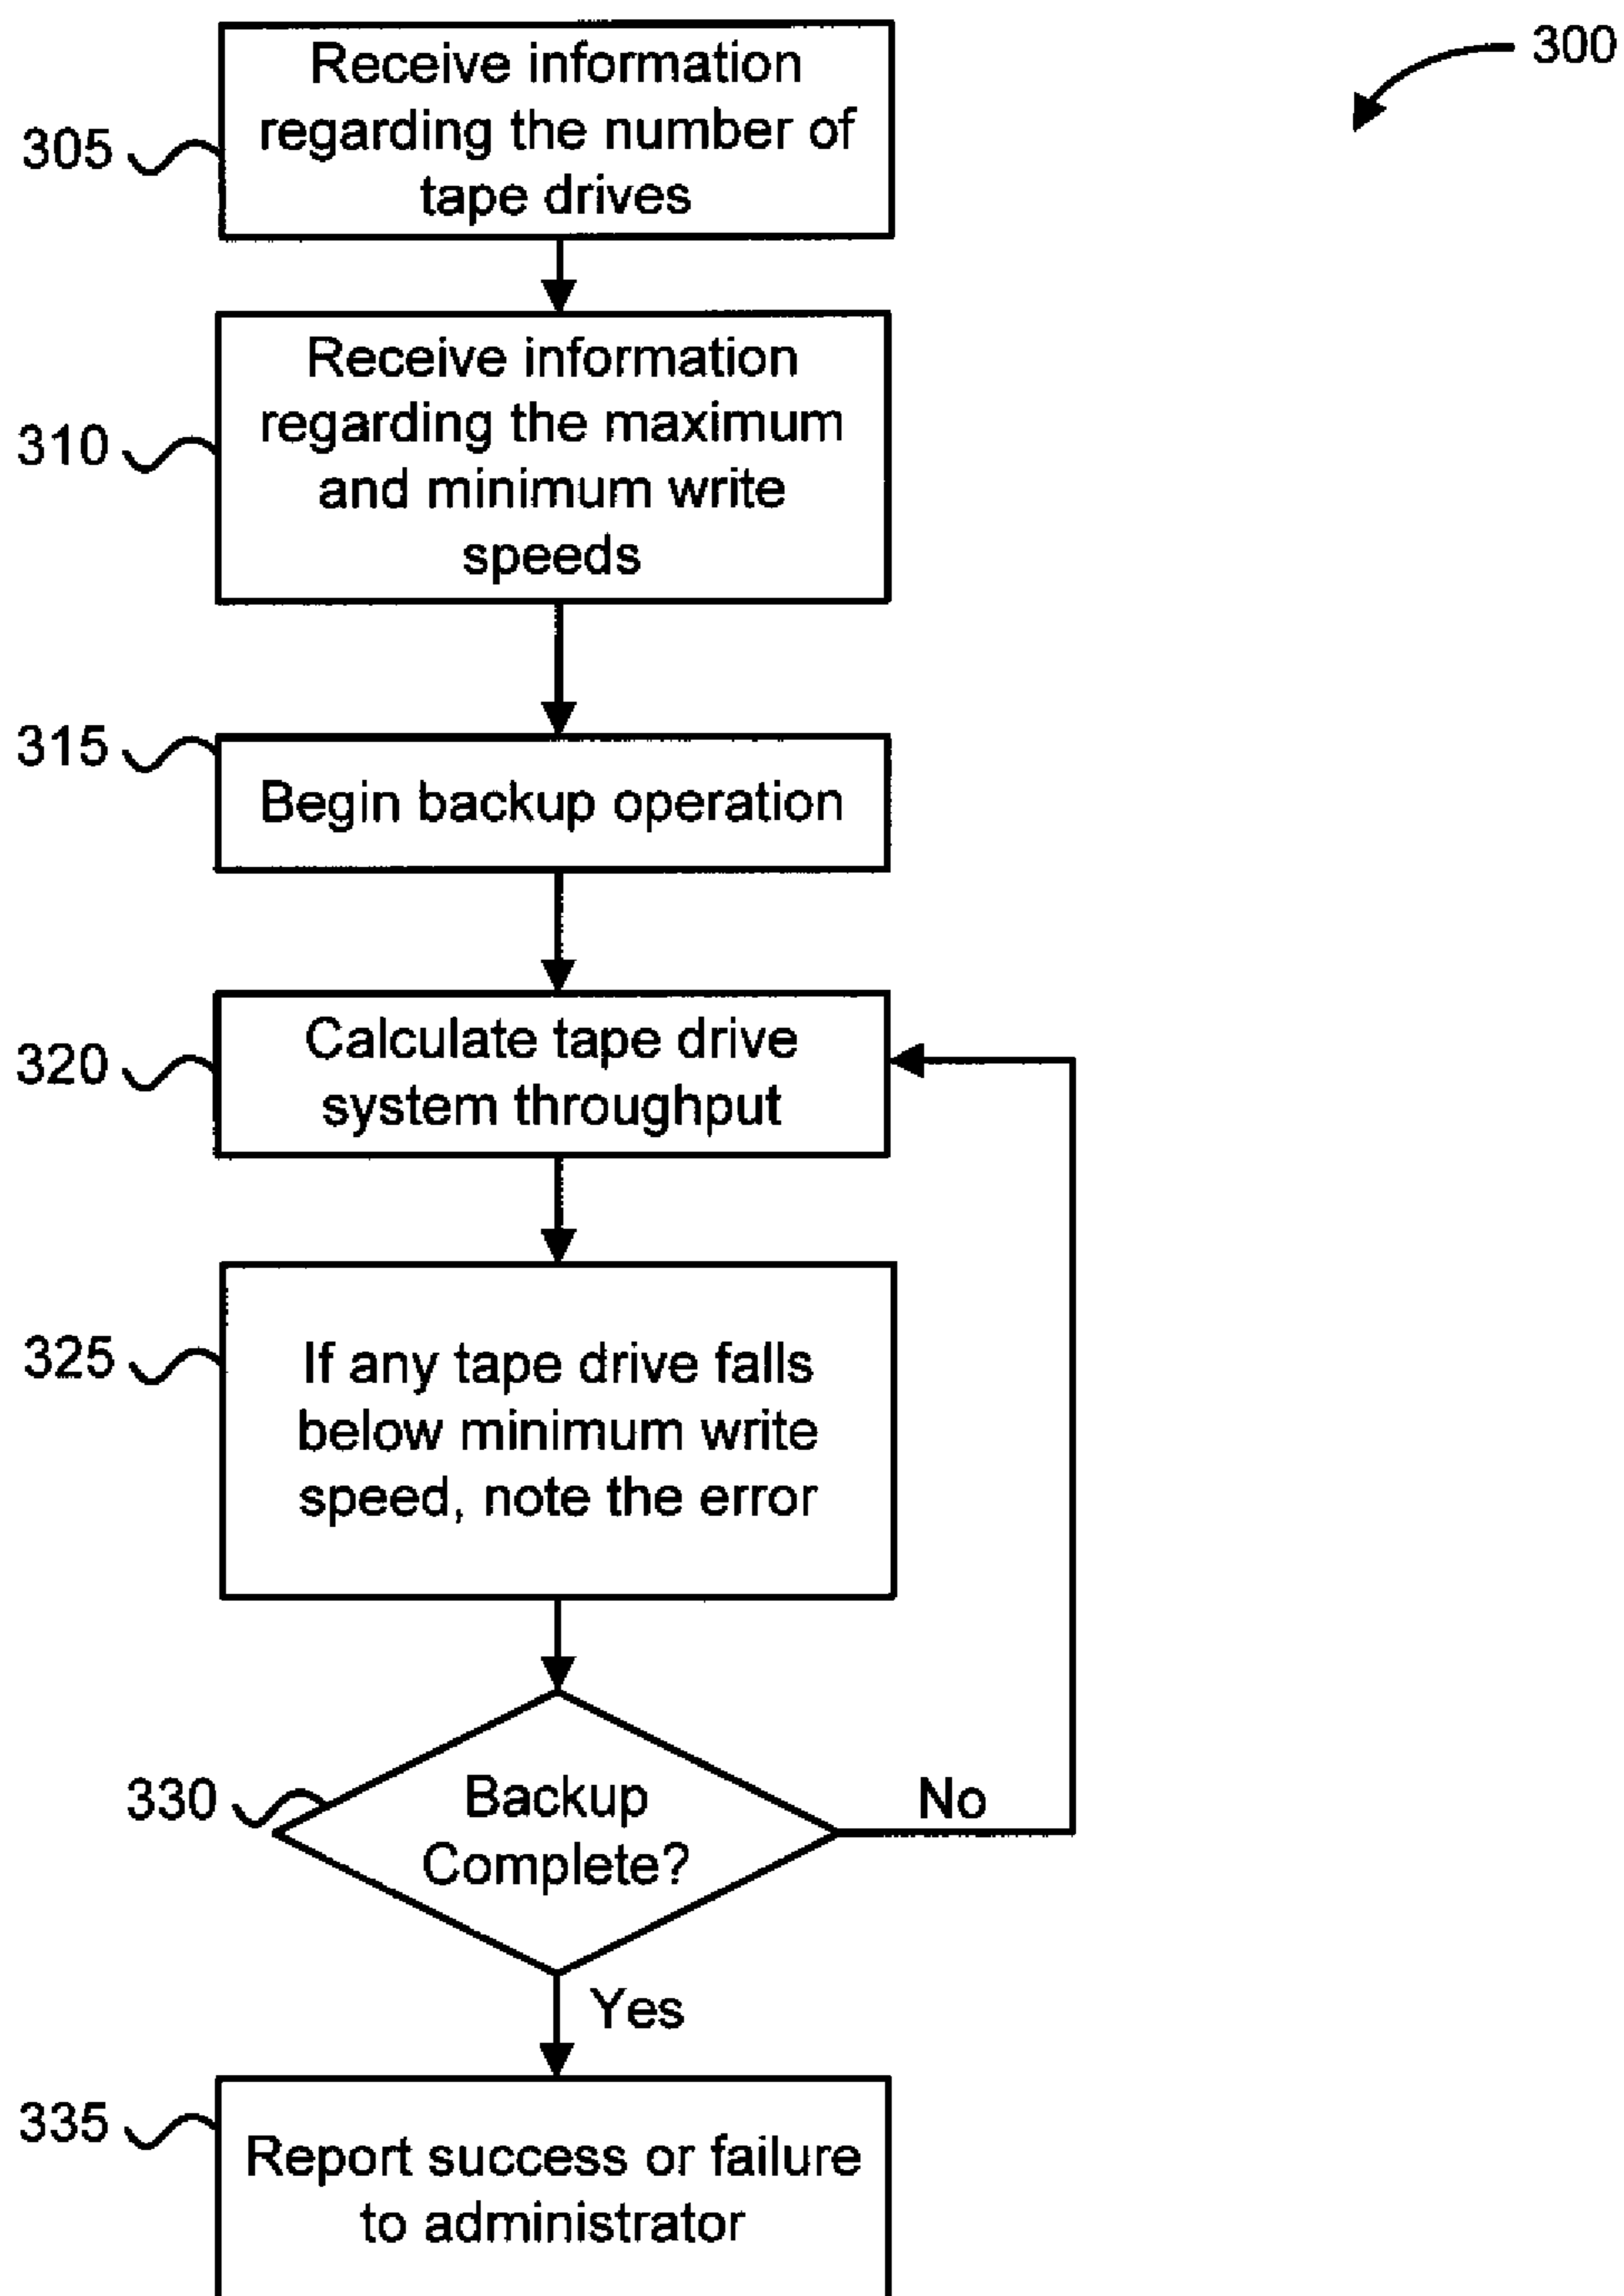 300
Receive information
regarding the number of
tape drives
305
Receive information
regarding the maximum
and minimum write
speeds
310
315
Begin backup operation
Calculate tape drive
system throughput
320
If any tape drive falls
below minimum write
speed, note the error
325
Backup
Complete?
330
No
Yes
335
Report success or failure
to administrator